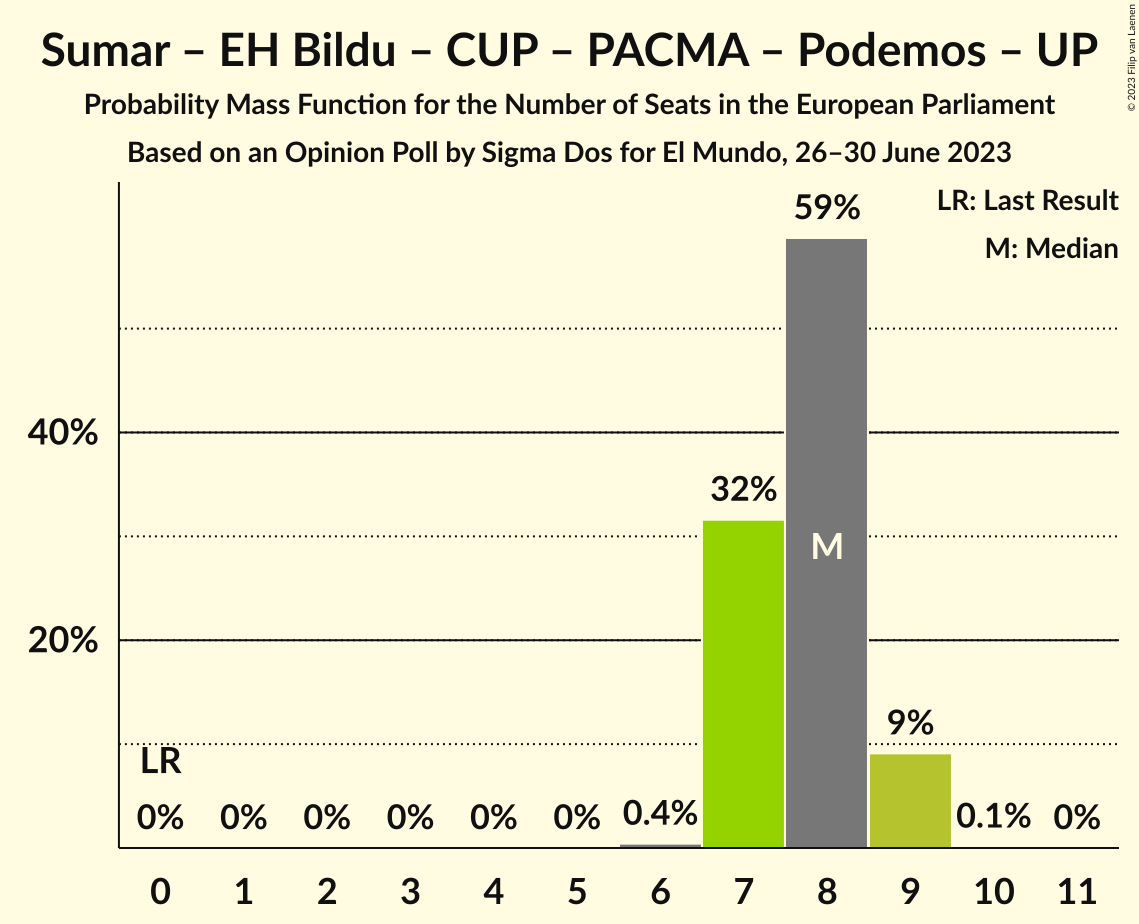 Sumar – EH Bildu – CUP – PACMA – Podemos – UP
Probability Mass Function for the Number of Seats in the European Parliament
Based on an Opinion Poll by Sigma Dos for El Mundo, 26–30 June 2023
© 2023 Filip van Laenen
LR: Last Result
M: Median
59%
40%
32%
M
20%
9%
LR
0% 0% 0% 0% 0% 0% 0.4% 0.1% 0%
0 1 2 3 4 5 6 7 8 9 10 11